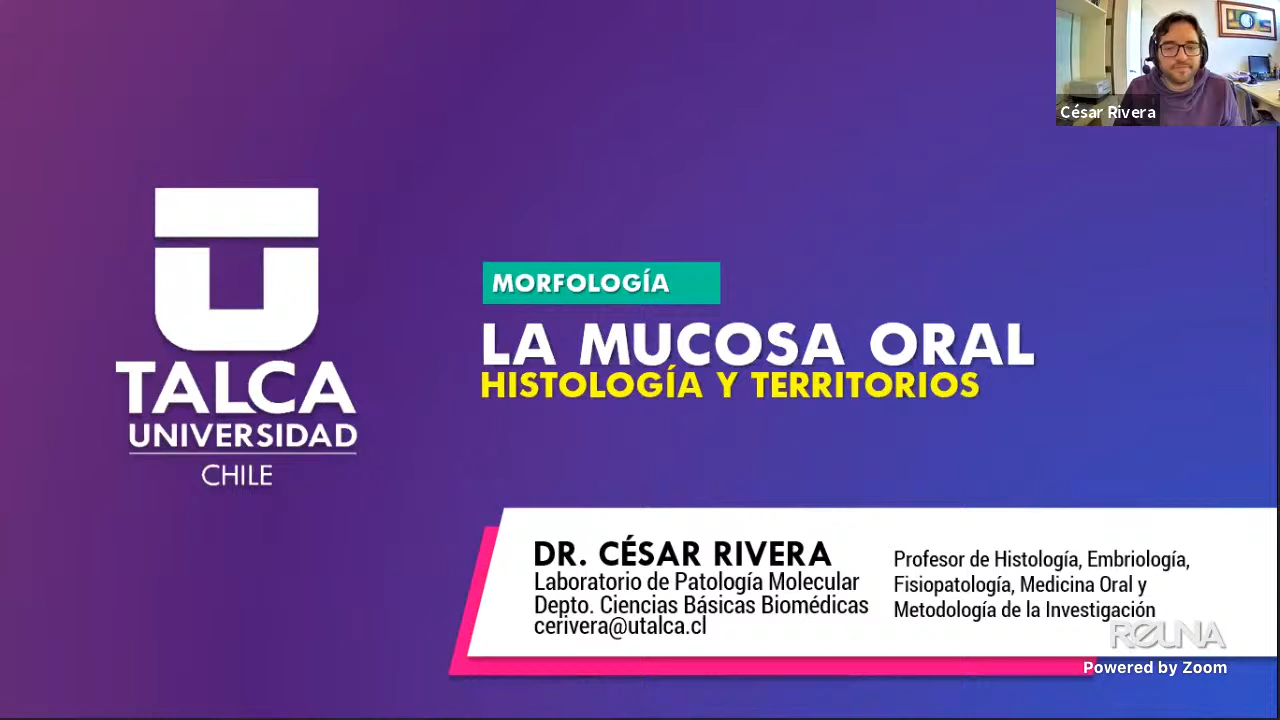 César Rivera
TALCA
UNIVERSIDAD
CHILE
MORFOLOGÍA
LA MUCOSA ORAL
HISTOLOGÍA Y TERRITORIOS
DR. CÉSAR RIVERA
Laboratorio de Patología Molecular
Depto. Ciencias Básicas Biomédicas
cerivera@utalca.cl
Profesor de Histología, Embriología,
Fisiopatología, Medicina Oral y
Metodología de la Investigación
REUNA
Powered by Zoom